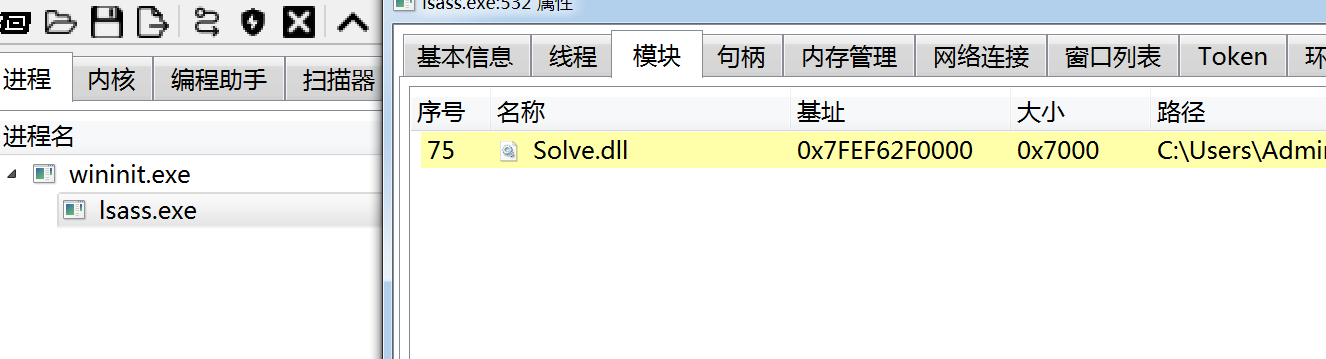 lsass.exe:532 属性
进程 内核 编程助手 扫描器
基本信息 线程 模块 句柄 内存管理 网络连接 窗口列表 Token
进程名
序号 名称 基址 大小 路径
75 Solve.dll 0x7FEF62F0000 0x7000 C:\Users\Admin
wininit.exe
lsass.exe